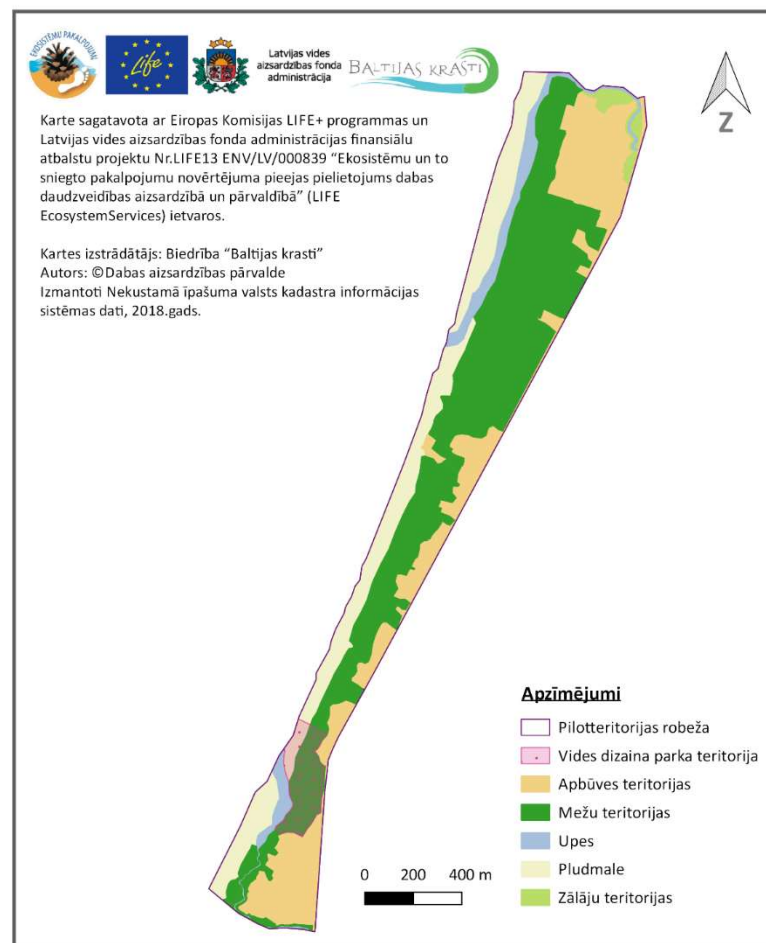 EKOSISTĒMU PAKALPOJUMI
Life
Latvijas vides
aizsardzības fonda
administrācija
BALTIJAS KRASTI
Karte sagatavota ar Eiropas Komisijas LIFE+ programmas un
Latvijas vides aizsardzības fonda administrācijas finansiālu
atbalstu projektu Nr.LIFE13 ENV/LV/000839 “Ekosistēmu un to
sniegto pakalpojumu novērtējuma pieejas pielietojums dabas
daudzveidības aizsardzībā un pārvaldībā” (LIFE
EcosystemServices) ietvaros.
Kartes izstrādātājs: Biedrība “Baltijas krasti”
Autors: ©Dabas aizsardzības pārvalde
Izmantoti Nekustamā īpašuma valsts kadastra informācijas
sistēmas dati, 2018.gads.
Z
Apzīmējumi
Pilotteritorijas robeža
Vides dizaina parka teritorija
Apbūves teritorijas
Mežu teritorijas
Upes
Pludmale
Zālāju teritorijas
0 200 400 m